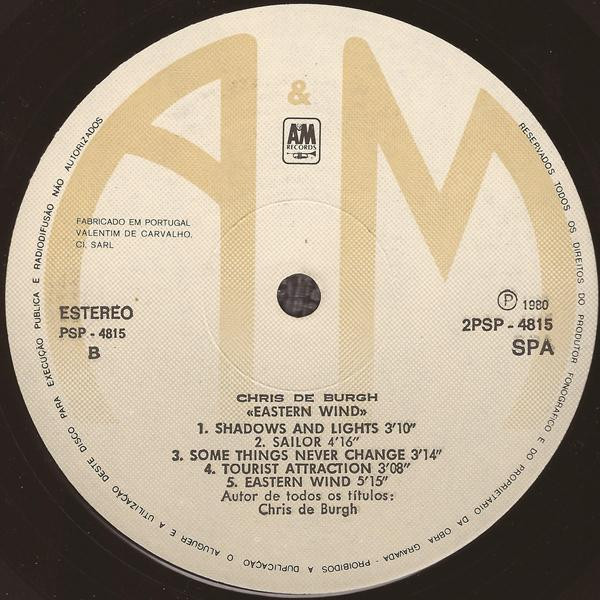 &
A&M
RECORDS
RESERVADOS TODOS OS DIREITOS DO PRODUTOR FONOGRAFICO E DO PROPRIETARIO DA OBRA GRAVADA - PROIBIDOS A DUPLICAÇÃO O ALUGUER E A UTILIZAÇÃO DESTE DISCO PARA EXECUÇÃO PUBLICA E RADIODIFUSÃO NÃO AUTORIZADOS
FABRICADO EM PORTUGAL
VALENTIM DE CARVALHO,
CI, SARL
ESTEREO
PSP - 4815
B
Ⓟ 1980
2PSP - 4815
SPA
CHRIS DE BURGH
«EASTERN WIND»
1. SHADOWS AND LIGHTS 3'10"
2. SAILOR 4'16"
3. SOME THINGS NEVER CHANGE 3'14"
4. TOURIST ATTRACTION 3'08"
5. EASTERN WIND 5'15"
Autor de todos os títulos:
Chris de Burgh